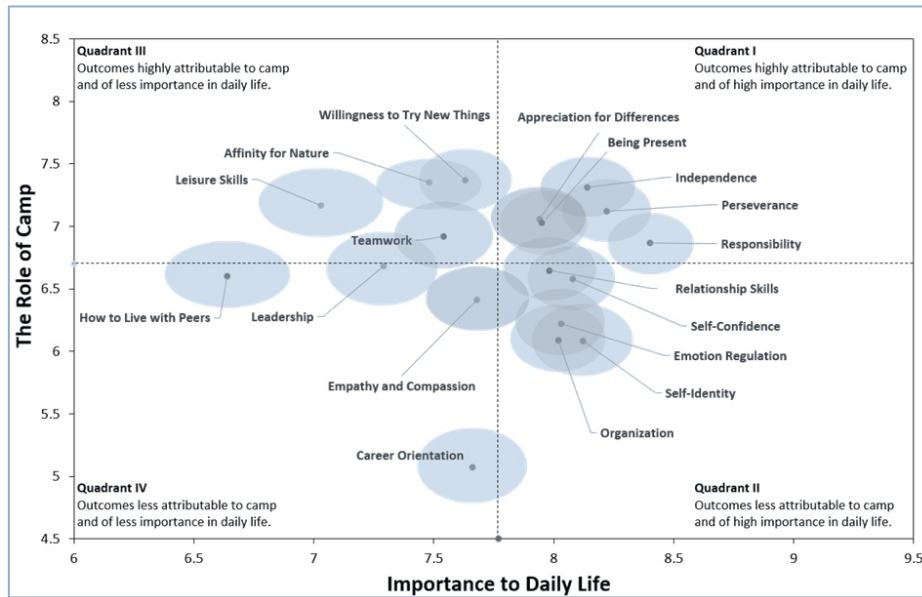 8.5
Quadrant III
Outcomes highly attributable to camp
and of less importance in daily life.
Quadrant I
Outcomes highly attributable to camp
and of high importance in daily life.
8
Willingness to Try New Things
Appreciation for Differences
Being Present
7.5
Affinity for Nature
Leisure Skills
Independence
Perseverance
7
Teamwork
Responsibility
The Role of Camp
6.5
How to Live with Peers
Leadership
Relationship Skills
Self-Confidence
6
Empathy and Compassion
Emotion Regulation
Self-Identity
5.5
Organization
Career Orientation
5
Quadrant IV
Outcomes less attributable to camp
and of less importance in daily life.
Quadrant II
Outcomes less attributable to camp
and of high importance in daily life.
4.5
6
6.5
7
7.5
8
8.5
9
9.5
Importance to Daily Life